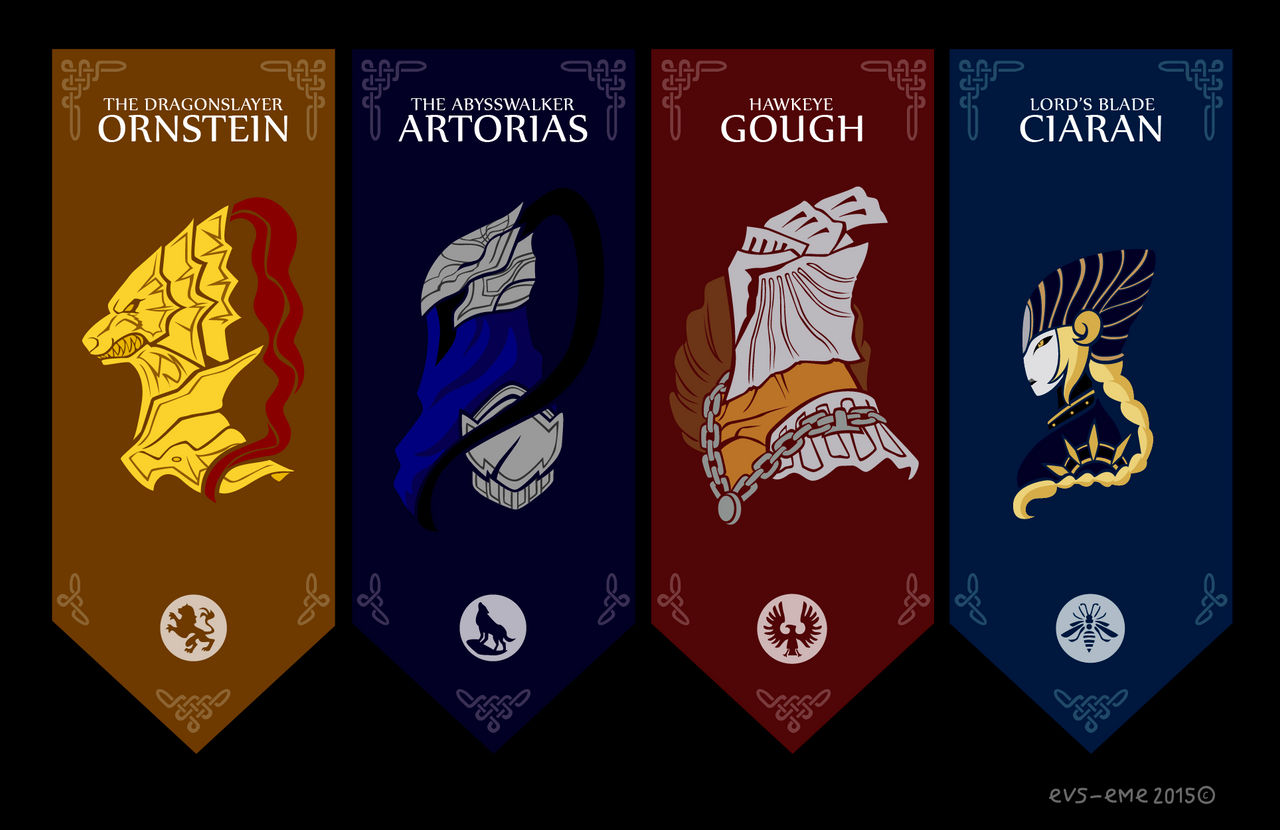 THE DRAGONSLAYER
ORNSTEIN
THE ABYSSWALKER
ARTORIAS
HAWKEYE
GOUGH
LORD'S BLADE
CIARAN
evs-eme 2015©